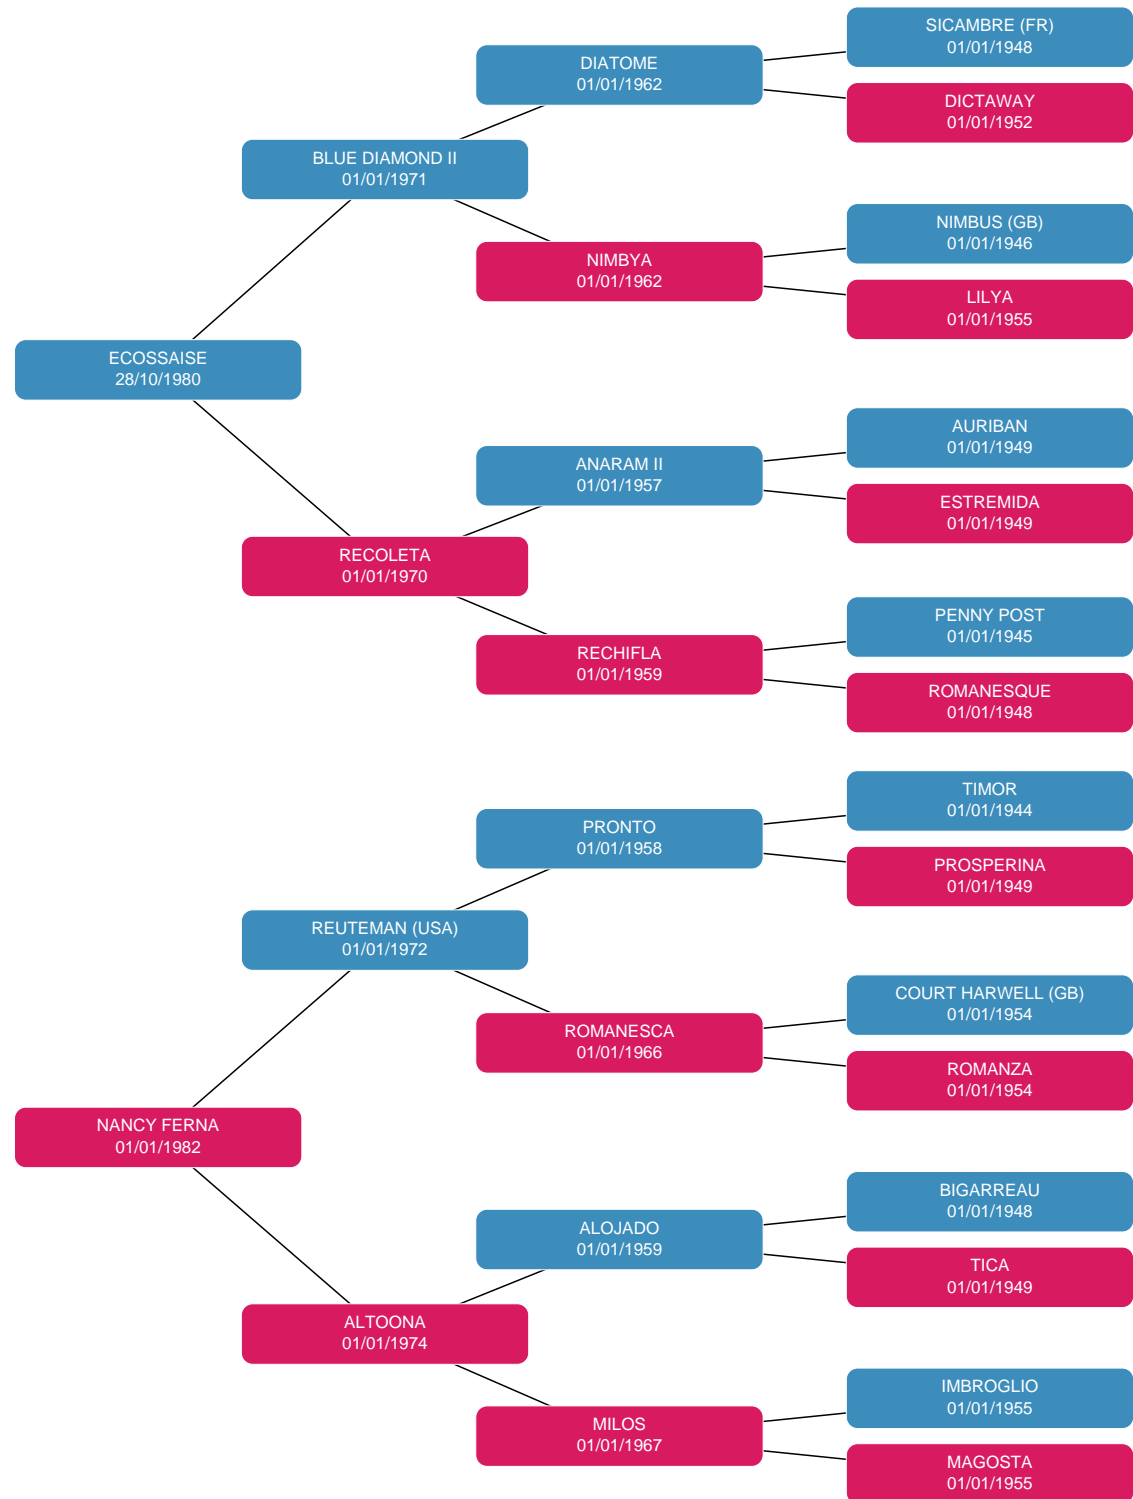 SICAMBRE (FR)
01/01/1948
DIATOME
01/01/1962
DICTAWAY
01/01/1952
BLUE DIAMOND II
01/01/1971
NIMBUS (GB)
01/01/1946
NIMBYA
01/01/1962
LILYA
01/01/1955
ECOSSAISE
28/10/1980
AURIBAN
01/01/1949
ANARAM II
01/01/1957
ESTREMIDA
01/01/1949
RECOLETA
01/01/1970
PENNY POST
01/01/1945
RECHIFLA
01/01/1959
ROMANESQUE
01/01/1948
TIMOR
01/01/1944
PRONTO
01/01/1958
PROSPERINA
01/01/1949
REUTEMAN (USA)
01/01/1972
COURT HARWELL (GB)
01/01/1954
ROMANESCA
01/01/1966
ROMANZA
01/01/1954
NANCY FERNA
01/01/1982
BIGARREAU
01/01/1948
ALOJADO
01/01/1959
TICA
01/01/1949
ALTOONA
01/01/1974
IMBROGLIO
01/01/1955
MILOS
01/01/1967
MAGOSTA
01/01/1955